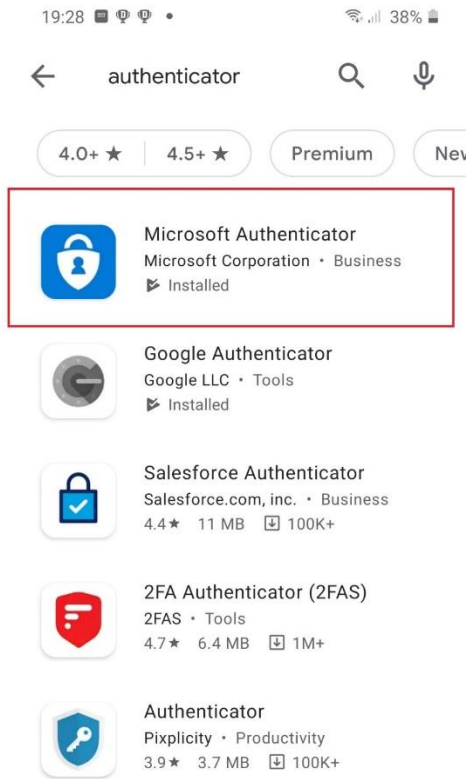 19:28 38%
authenticator
4.0+ ★ 4.5+ ★ Premium New
Microsoft Authenticator
Microsoft Corporation • Business
Installed
Google Authenticator
Google LLC • Tools
Installed
Salesforce Authenticator
Salesforce.com, inc. • Business
4.4★ 11 MB 100K+
2FA Authenticator (2FAS)
2FAS • Tools
4.7★ 6.4 MB 1M+
Authenticator
Pixplicity • Productivity
3.9★ 3.7 MB 100K+